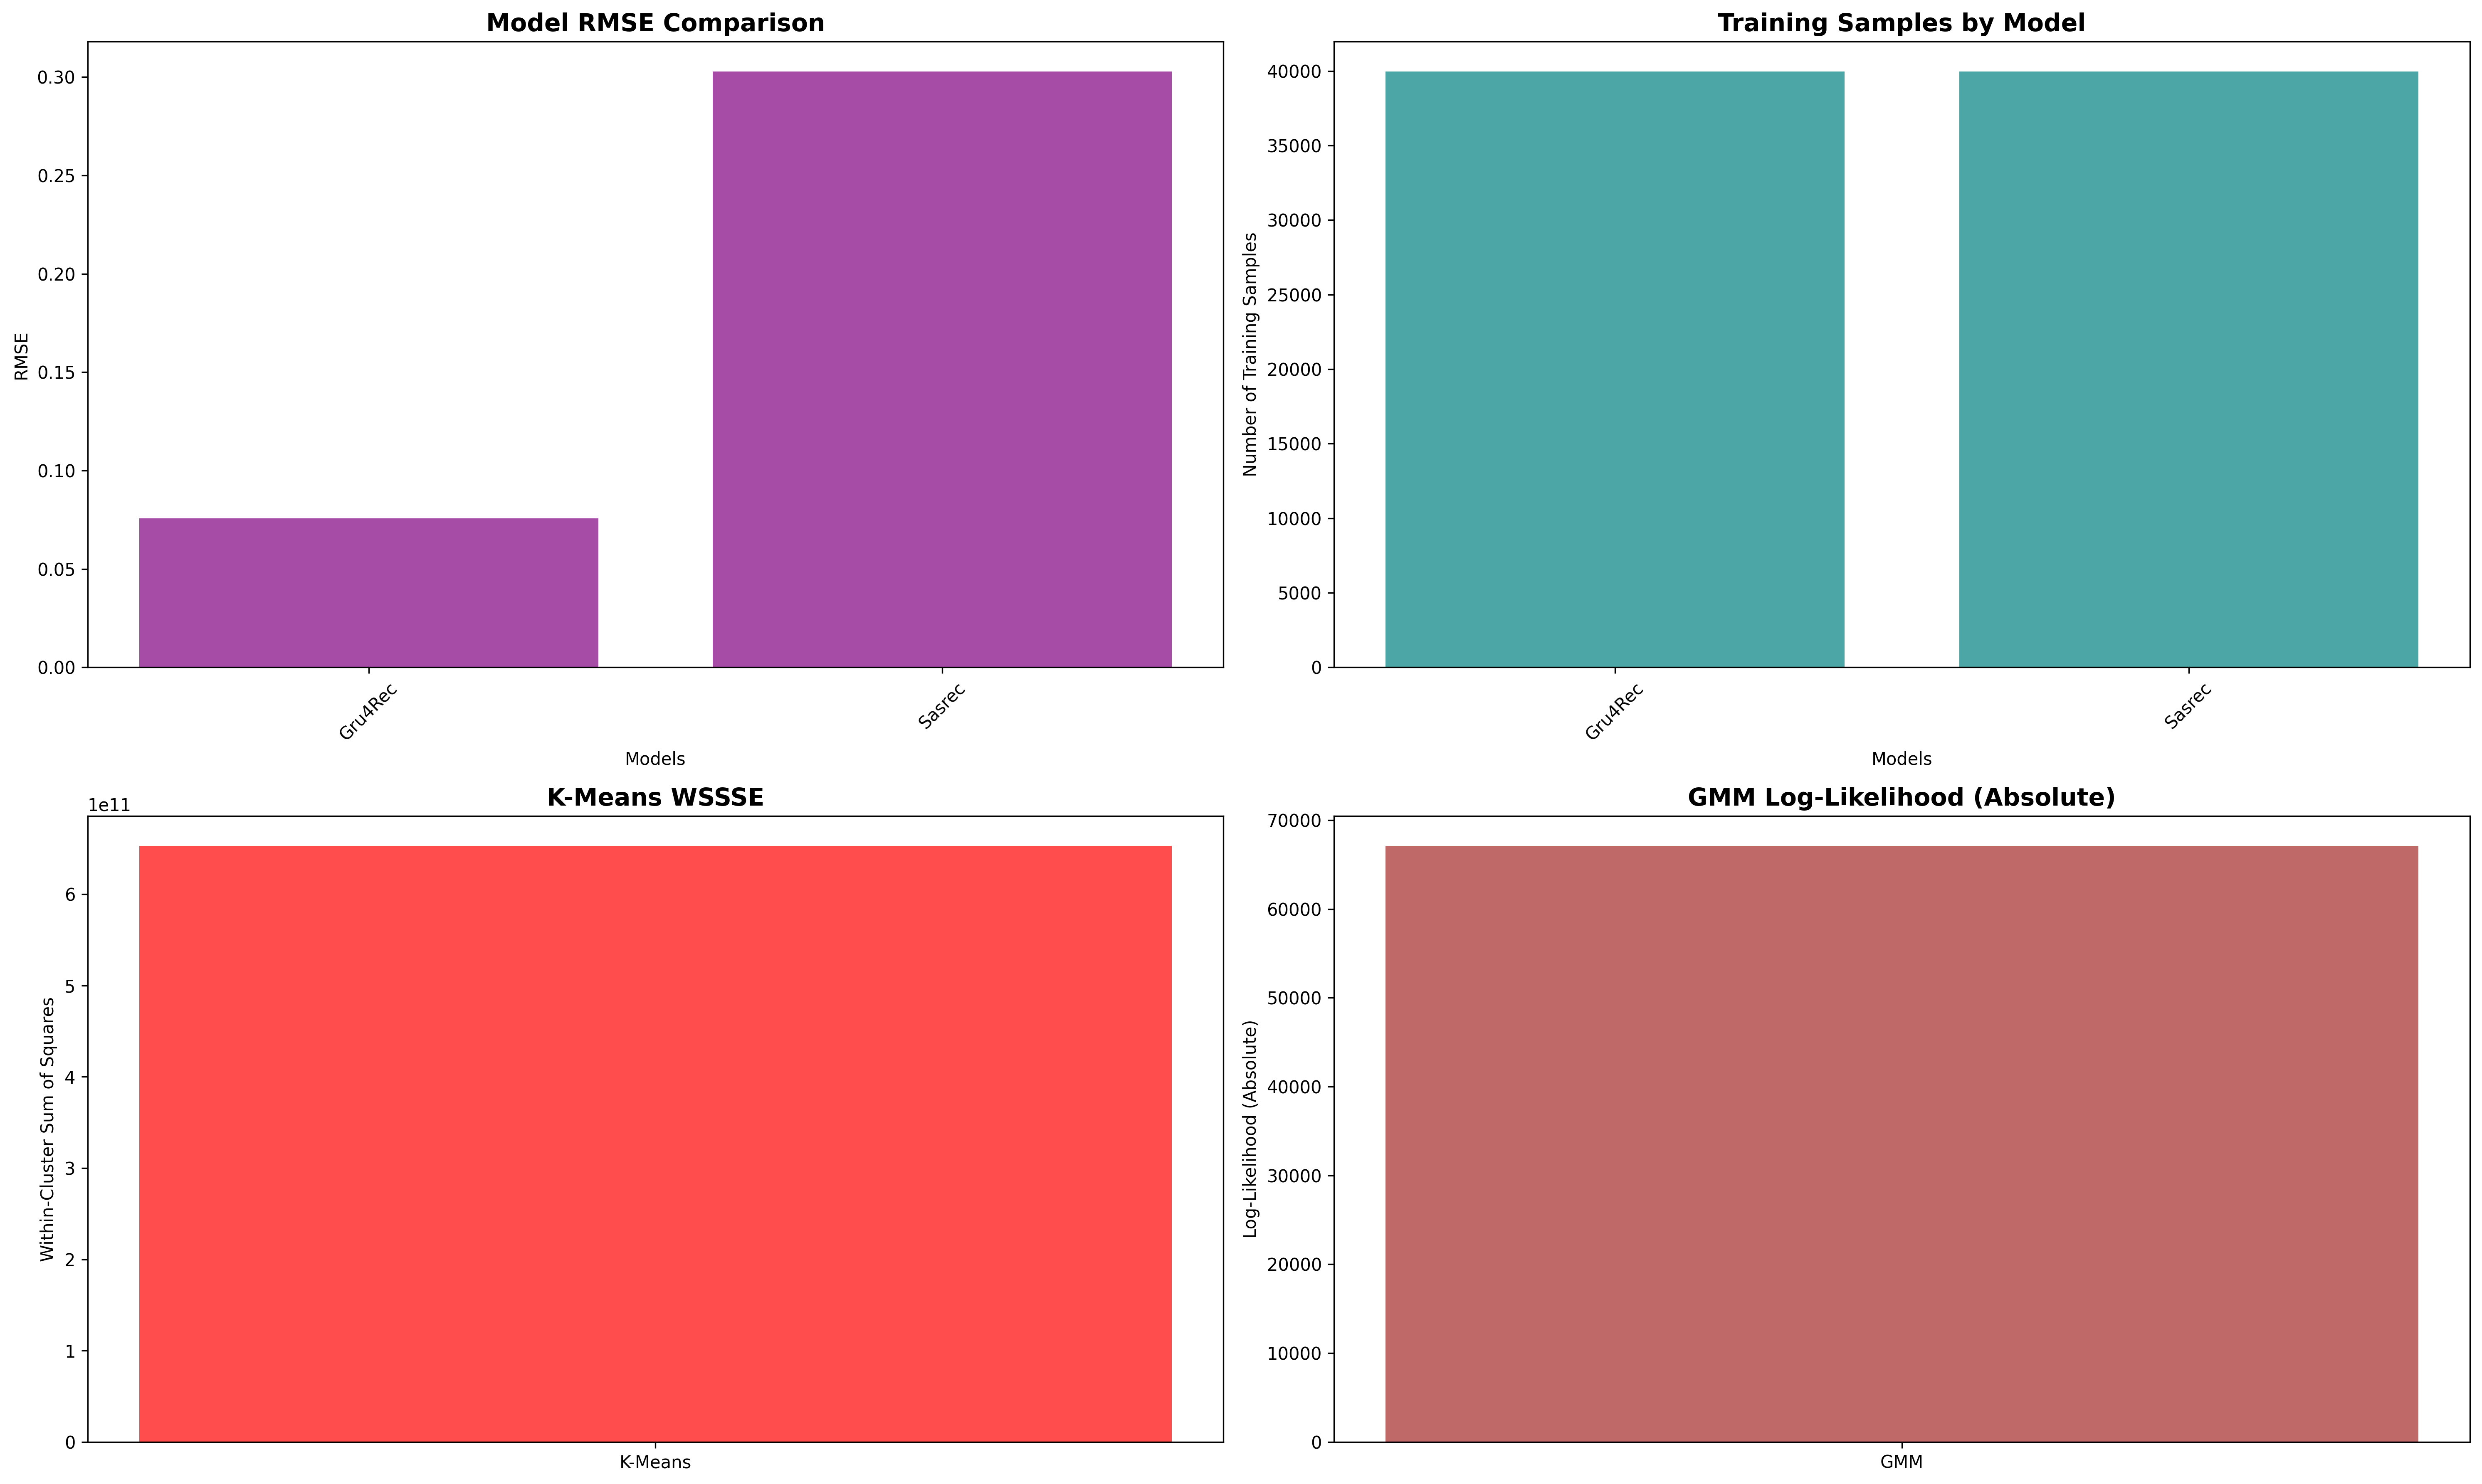 Model RMSE Comparison
RMSE
0.30
0.25
0.20
0.15
0.10
0.05
0.00
Gru4Rec
Sasrec
Models
Training Samples by Model
Number of Training Samples
40000
35000
30000
25000
20000
15000
10000
5000
0
Gru4Rec
Sasrec
Models
K-Means WSSSE
1e11
Within-Cluster Sum of Squares
6
5
4
3
2
1
0
K-Means
GMM Log-Likelihood (Absolute)
Log-Likelihood (Absolute)
70000
60000
50000
40000
30000
20000
10000
0
GMM